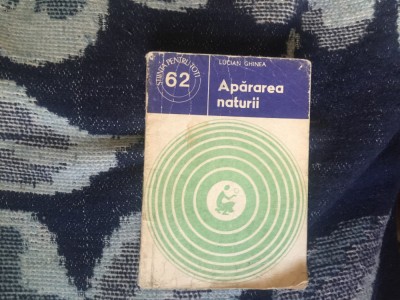 ȘTIINȚA PENTRU TOȚI
62
LUCIAN GHINEA
Apărarea
naturii